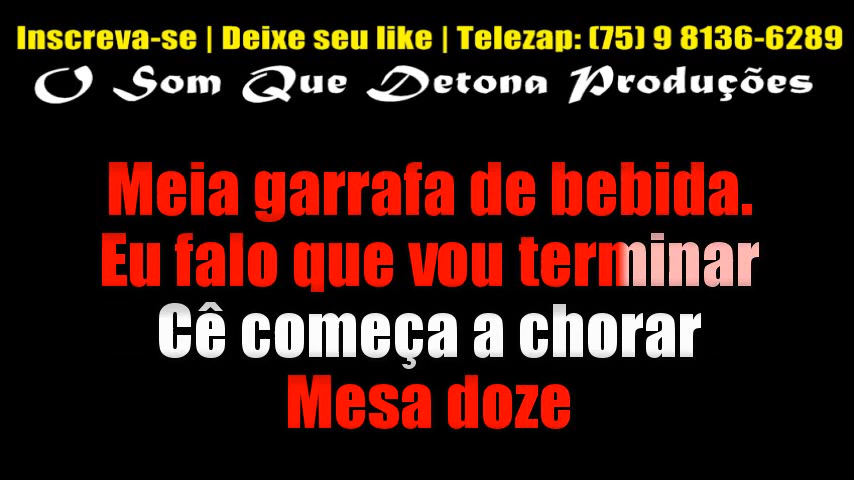 Inscreva-se | Deixe seu like | Telezap: (75) 9 8136-6289
O Som Que Detona Produções
Meia garrafa de bebida.
Eu falo que vou terminar
Cê começa a chorar
Mesa doze